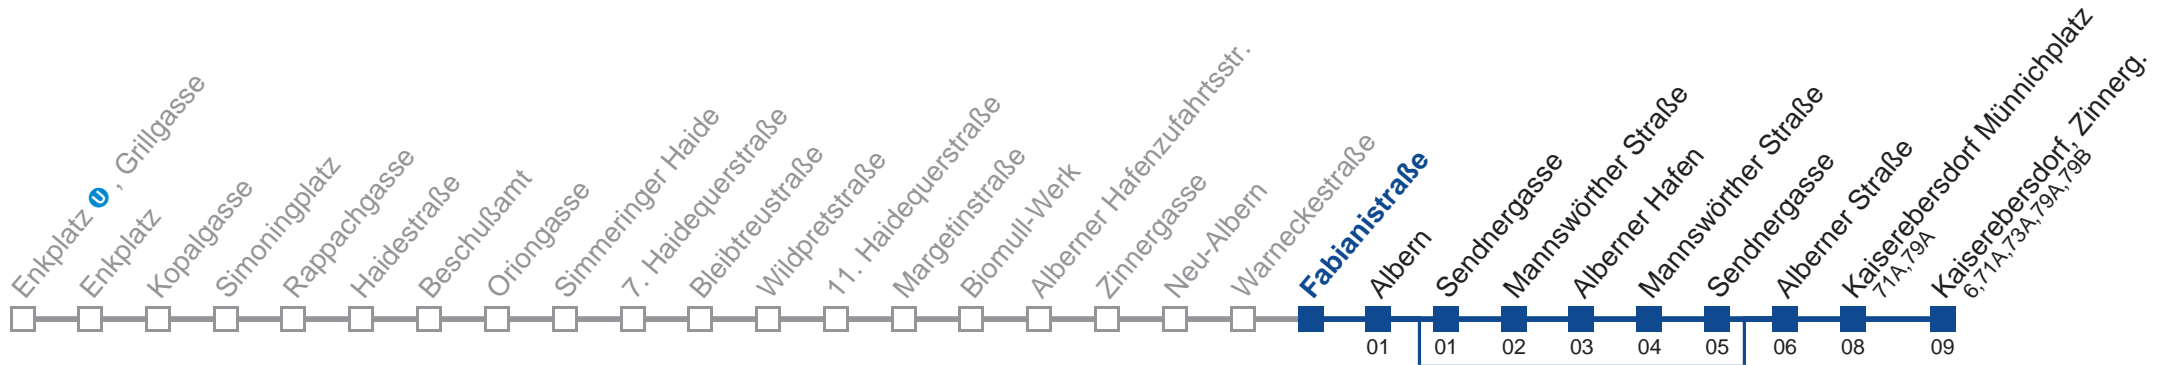 Enkplatz U , Grillgasse
Enkplatz
Kopalgasse
Simoningplatz
Rappachgasse
Haidestraße
Beschußamt
Oriongasse
Simmeringer Haide
7. Haidequerstraße
Bleibtreustraße
Wildpretstraße
11. Haidequerstraße
Margetinstraße
Biomull-Werk
Alberner Hafenzufahrtsstr.
Zinnergasse
Neu-Albern
Warneckestraße
Fabianistraße
Albern
Sendnergasse
Mannswörther Straße
Alberner Hafen
Mannswörther Straße
Sendnergasse
Alberner Straße
Kaiserebersdorf Münnichplatz
71A,79A
Kaiserebersdorf, Zinnerg.
6,71A,73A,79A,79B
01 01 02 03 04 05 06 08 09